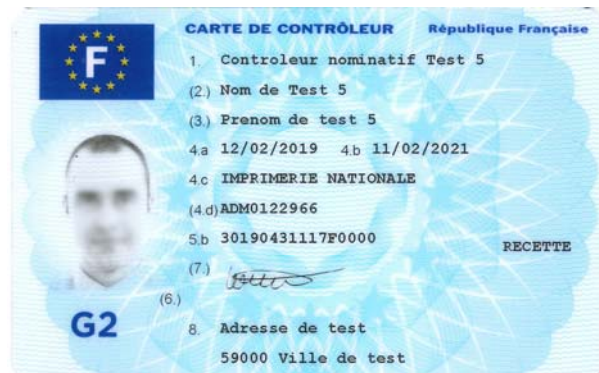 F
CARTE DE CONTRÔLEUR République Française
1. Controleur nominatif Test 5
(2.) Nom de Test 5
(3.) Prenom de test 5
4.a 12/02/2019 4.b 11/02/2021
4.c IMPRIMERIE NATIONALE
(4.d) ADM0122966
5.b 30190431117F0000
RECETTE
(7.)
(6.)
G2
8. Adresse de test
59000 Ville de test